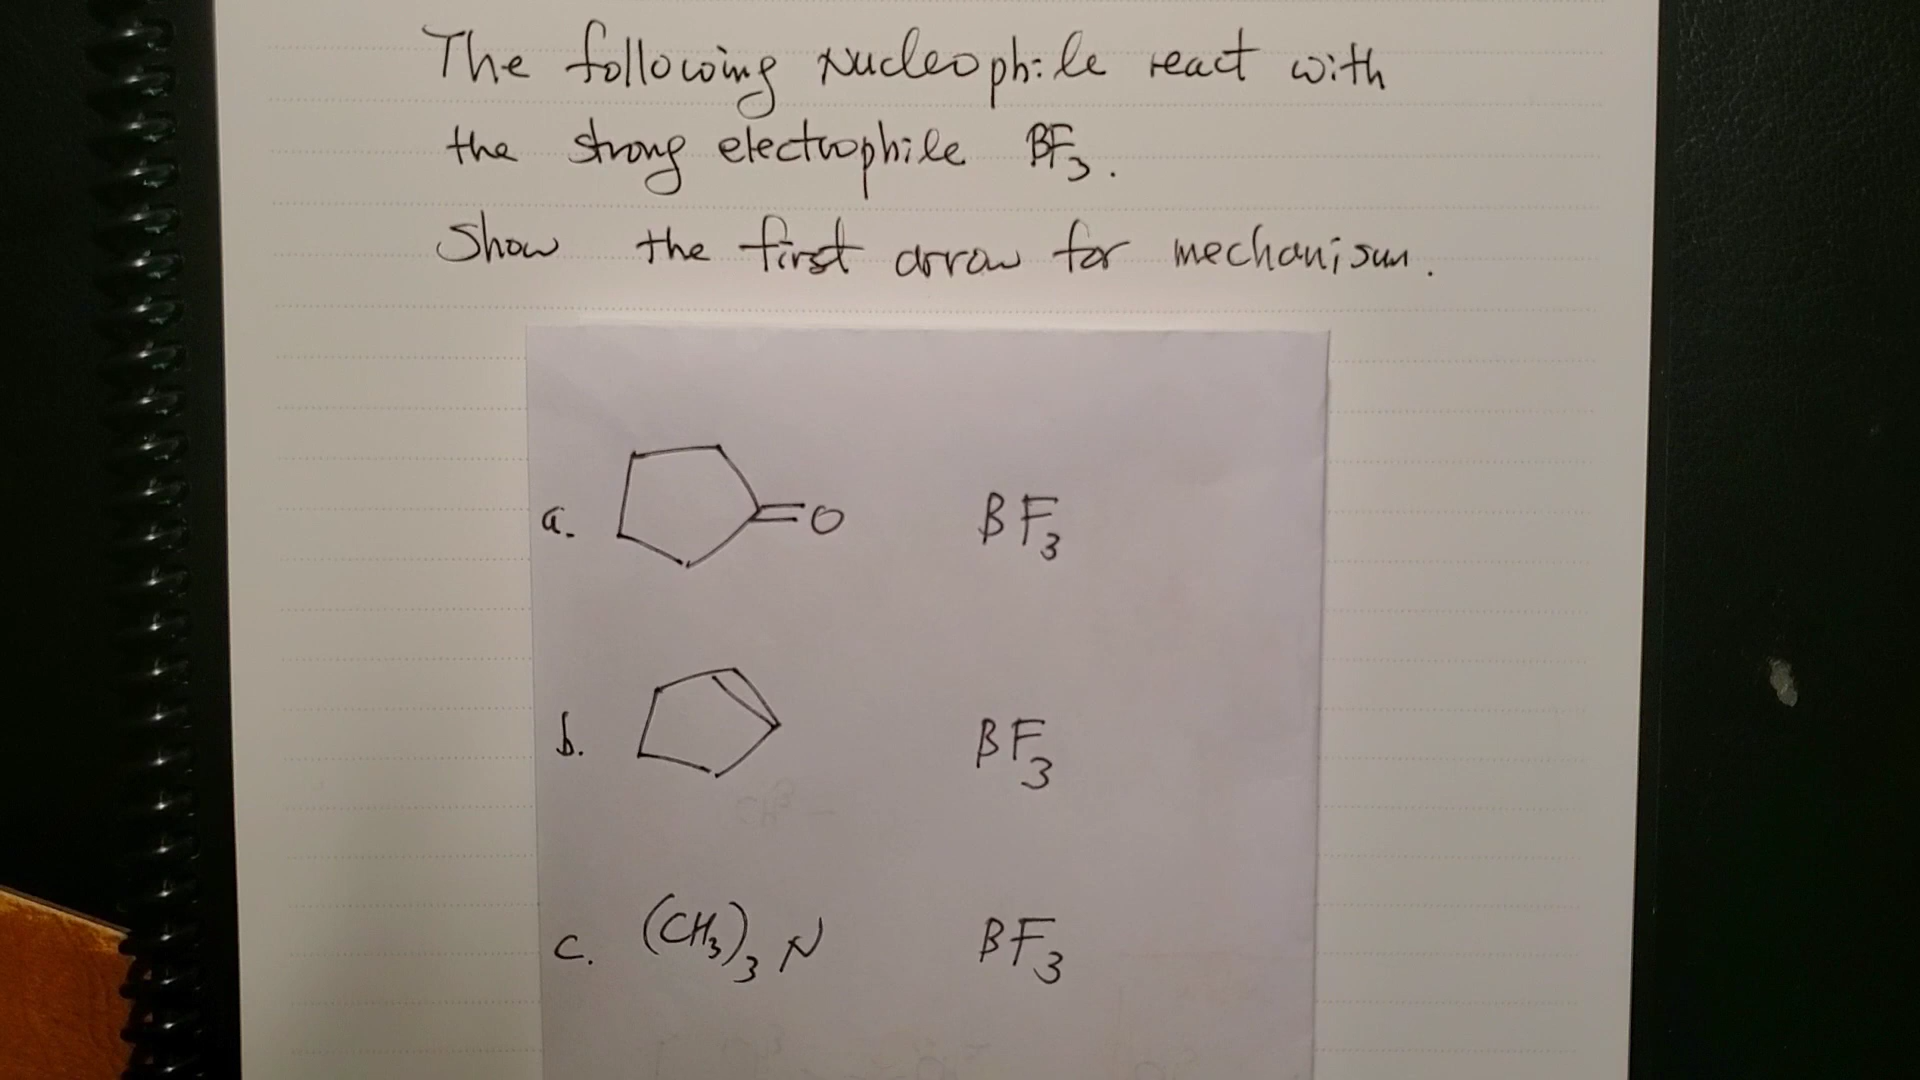 The following Nucleophile react with
the strong electrophile BF₃.
Show the first arrow for mechanism.
a. =O BF₃
b. BF₃
c. (CH₃)₃ N BF₃